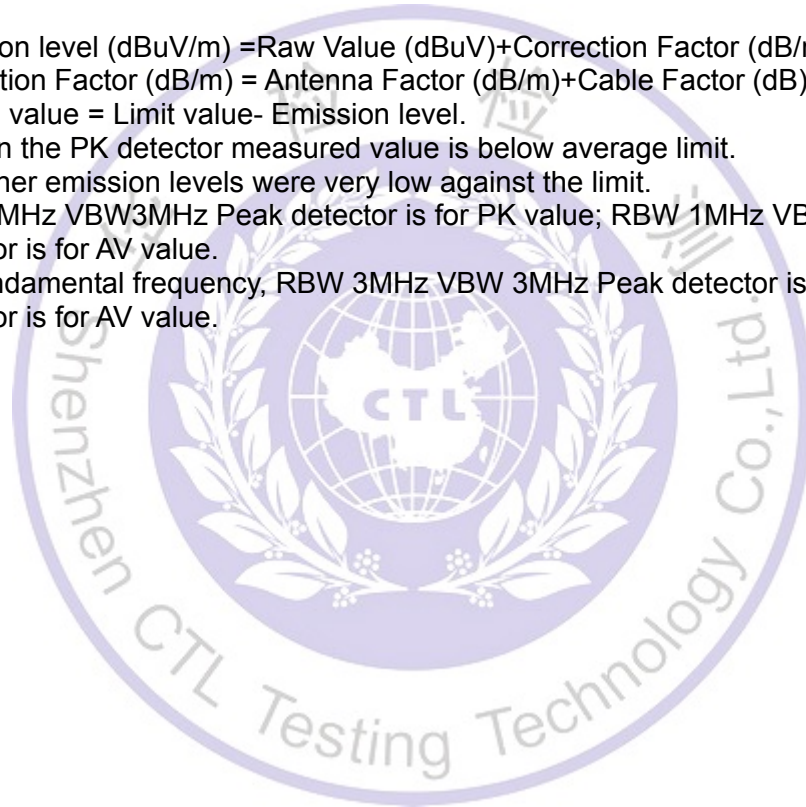 on level (dBuV/m) =Raw Value (dBuV)+Correction Factor (dB/
tion Factor (dB/m) = Antenna Factor (dB/m)+Cable Factor (dB)
value = Limit value- Emission level.
n the PK detector measured value is below average limit.
her emission levels were very low against the limit.
MHz VBW3MHz Peak detector is for PK value; RBW 1MHz VB
or is for AV value.
ndamental frequency, RBW 3MHz VBW 3MHz Peak detector is
or is for AV value.
检 测
CTL
Shenzhen CTL Testing Technology Co.,Ltd.